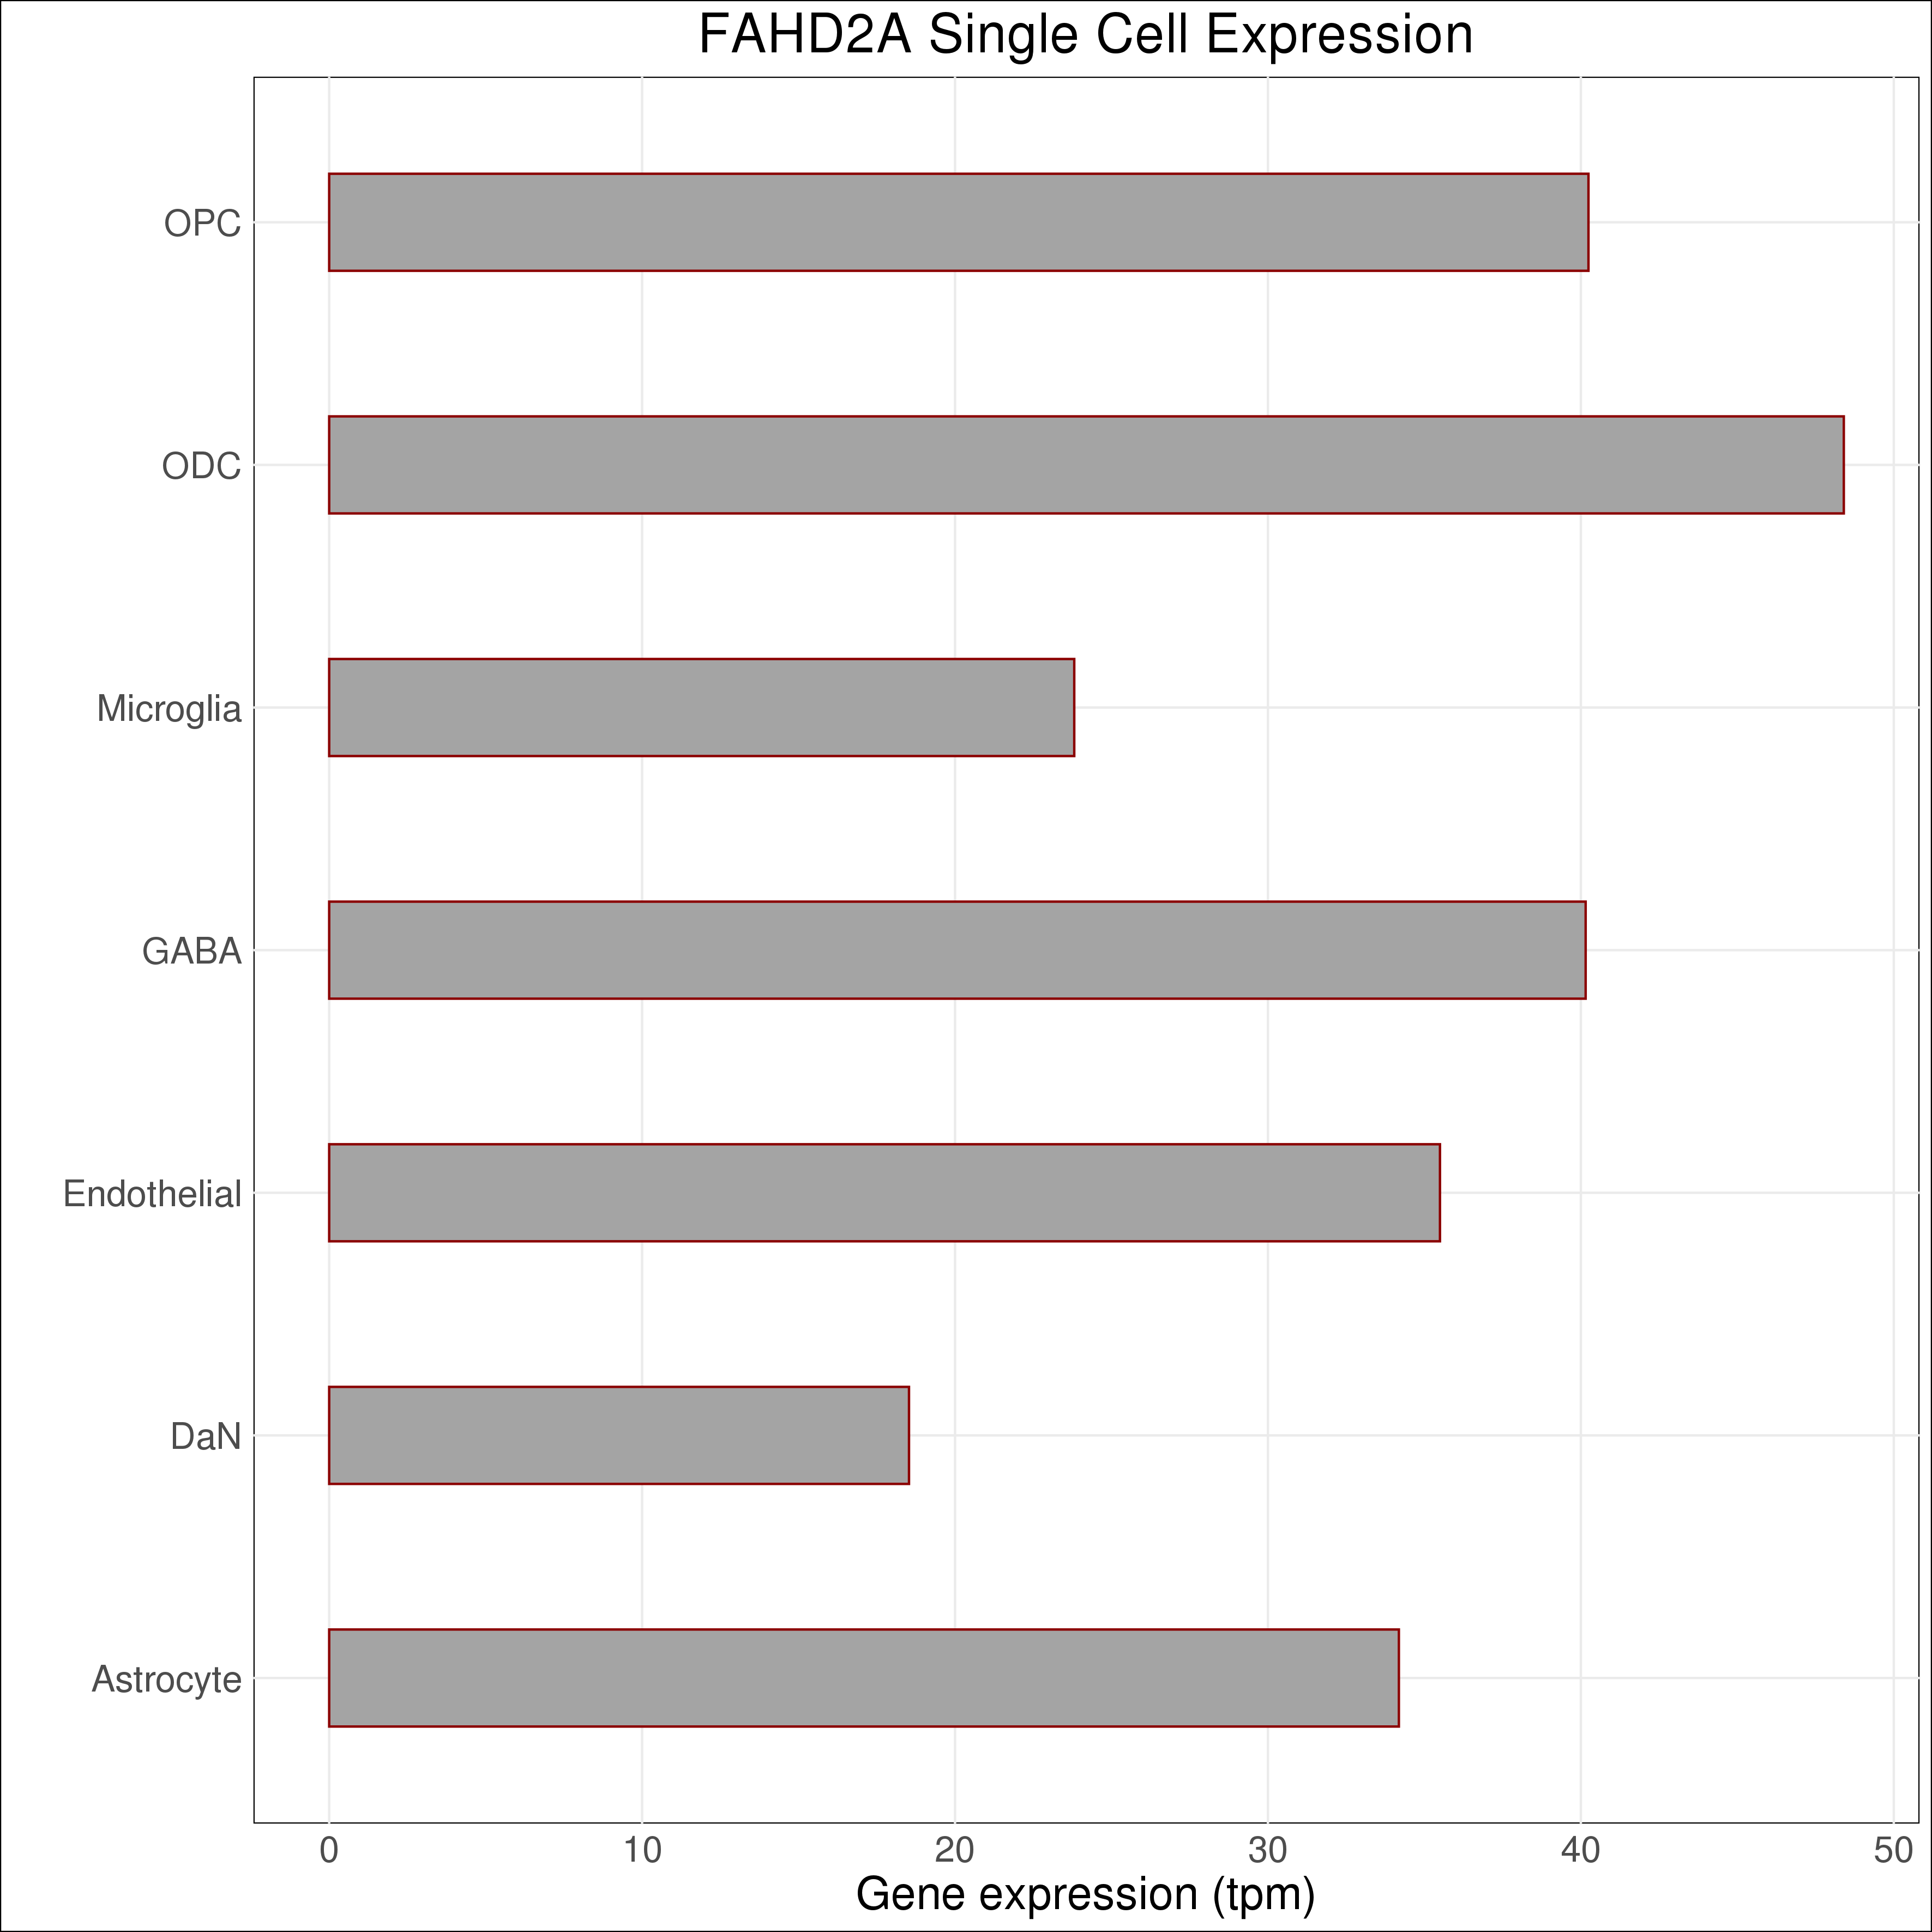 FAHD2A Single Cell Expression
OPC
ODC
Microglia
GABA
Endothelial
DaN
Astrocyte
0 10 20 30 40 50
Gene expression (tpm)